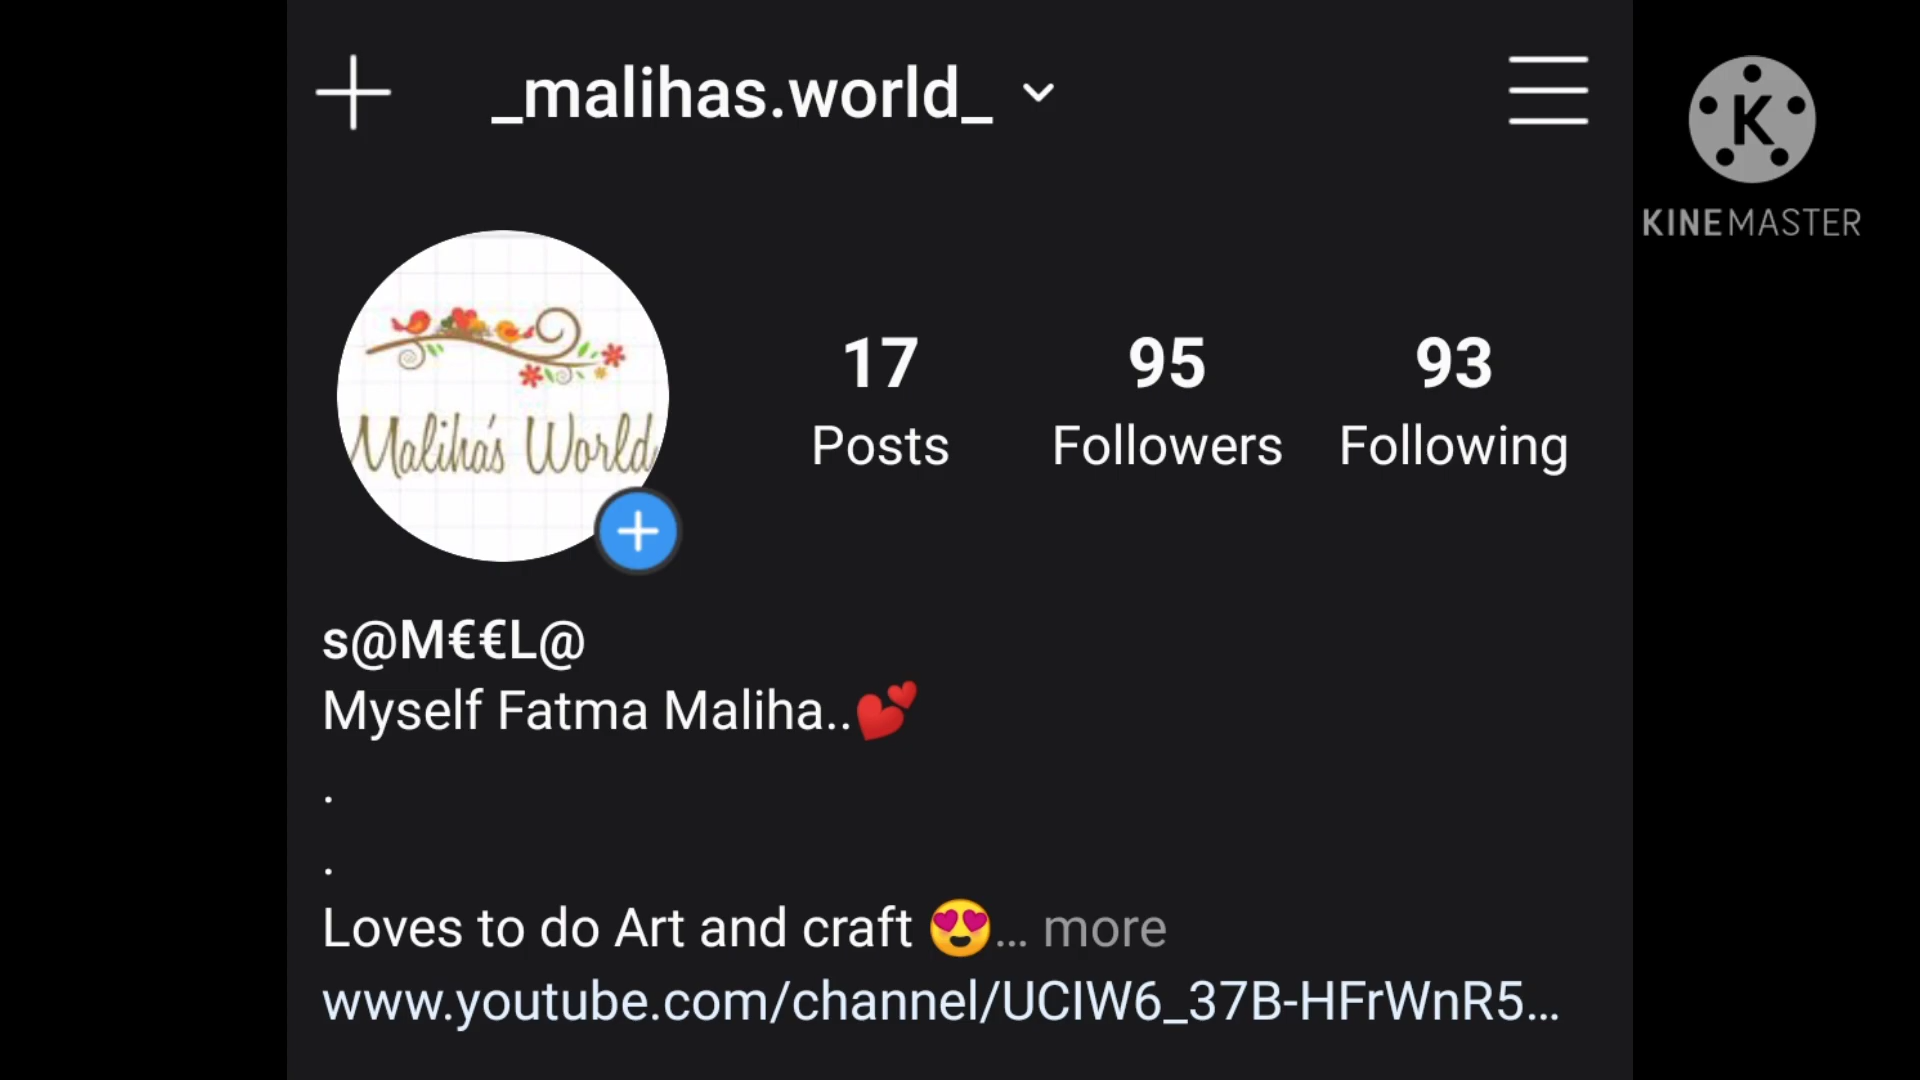 _malihas.world_
K
KINEMASTER
Maliha's World
17 95 93
Posts Followers Following
s@M€€L@
Myself Fatma Maliha..💕
.
.
Loves to do Art and craft 😍... more
www.youtube.com/channel/UCIW6_37B-HFrWnR5...